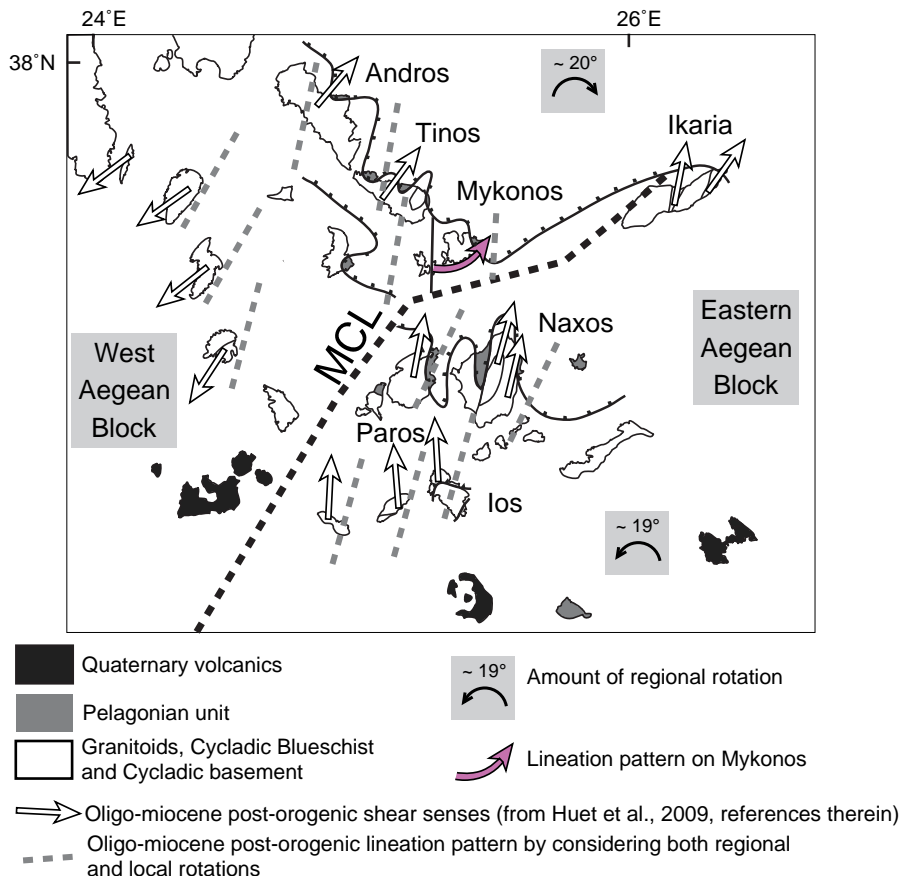 24˚E
26˚E
38˚N
~ 20°
Andros
Tinos
Ikaria
Mykonos
MCL
Naxos
Eastern
Aegean
Block
West
Aegean
Block
Paros
Ios
~ 19°
Quaternary volcanics
Pelagonian unit
Granitoids, Cycladic Blueschist
and Cycladic basement
~ 19°
Amount of regional rotation
Lineation pattern on Mykonos
Oligo-miocene post-orogenic shear senses (from Huet et al., 2009, references therein)
Oligo-miocene post-orogenic lineation pattern by considering both regional
and local rotations